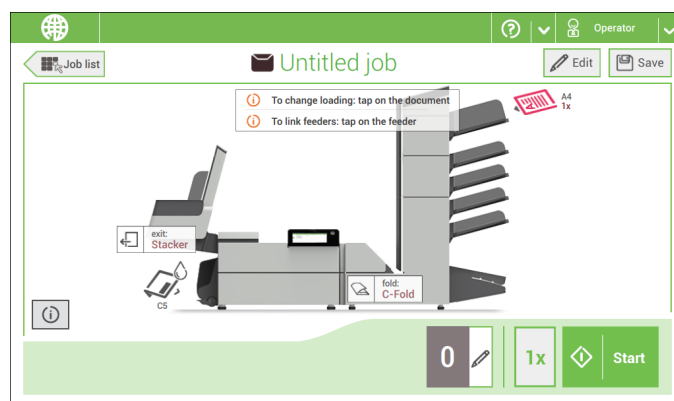 Operator
Job list
Untitled job
Edit
Save
To change loading: tap on the document
To link feeders: tap on the feeder
A4
1x
exit:
Stacker
C5
fold:
C-Fold
0
1x
Start